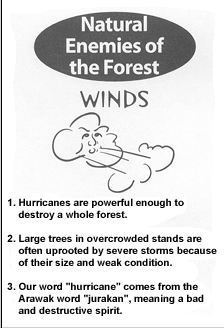 Natural
Enemies of
the Forest
WINDS
1. Hurricanes are powerful enough to
destroy a whole forest.
2. Large trees in overcrowded stands are
often uprooted by severe storms because
of their size and weak condition.
3. Our word "hurricane" comes from the
Arawak word "jurakan", meaning a bad
and destructive spirit.